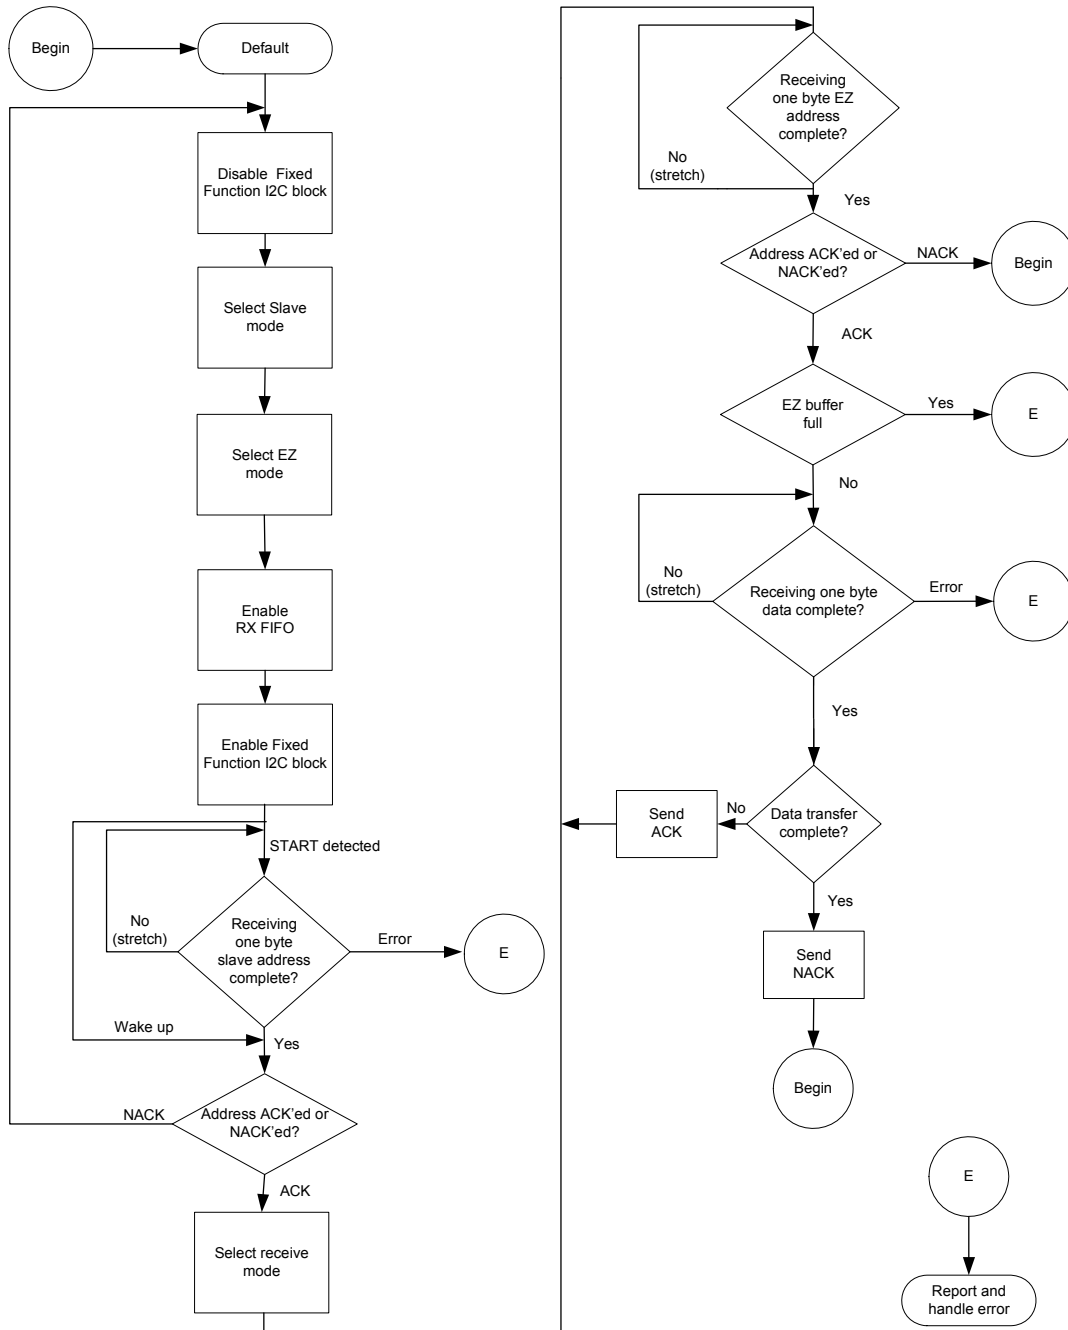 Begin
Default
Disable Fixed
Function I2C block
Select Slave
mode
Select EZ
mode
Enable
RX FIFO
Enable Fixed
Function I2C block
START detected
No
(stretch)
Receiving
one byte
slave address
complete?
Error
E
Wake up
Yes
NACK
Address ACK'ed or
NACK'ed?
ACK
Select receive
mode
Receiving
one byte EZ
address
complete?
No
(stretch)
Yes
Address ACK'ed or
NACK'ed?
NACK
Begin
ACK
EZ buffer
full
Yes
E
No
No
(stretch)
Receiving one byte
data complete?
Error
E
Yes
Send
ACK
No
Data transfer
complete?
Yes
Send
NACK
Begin
E
Report and
handle error